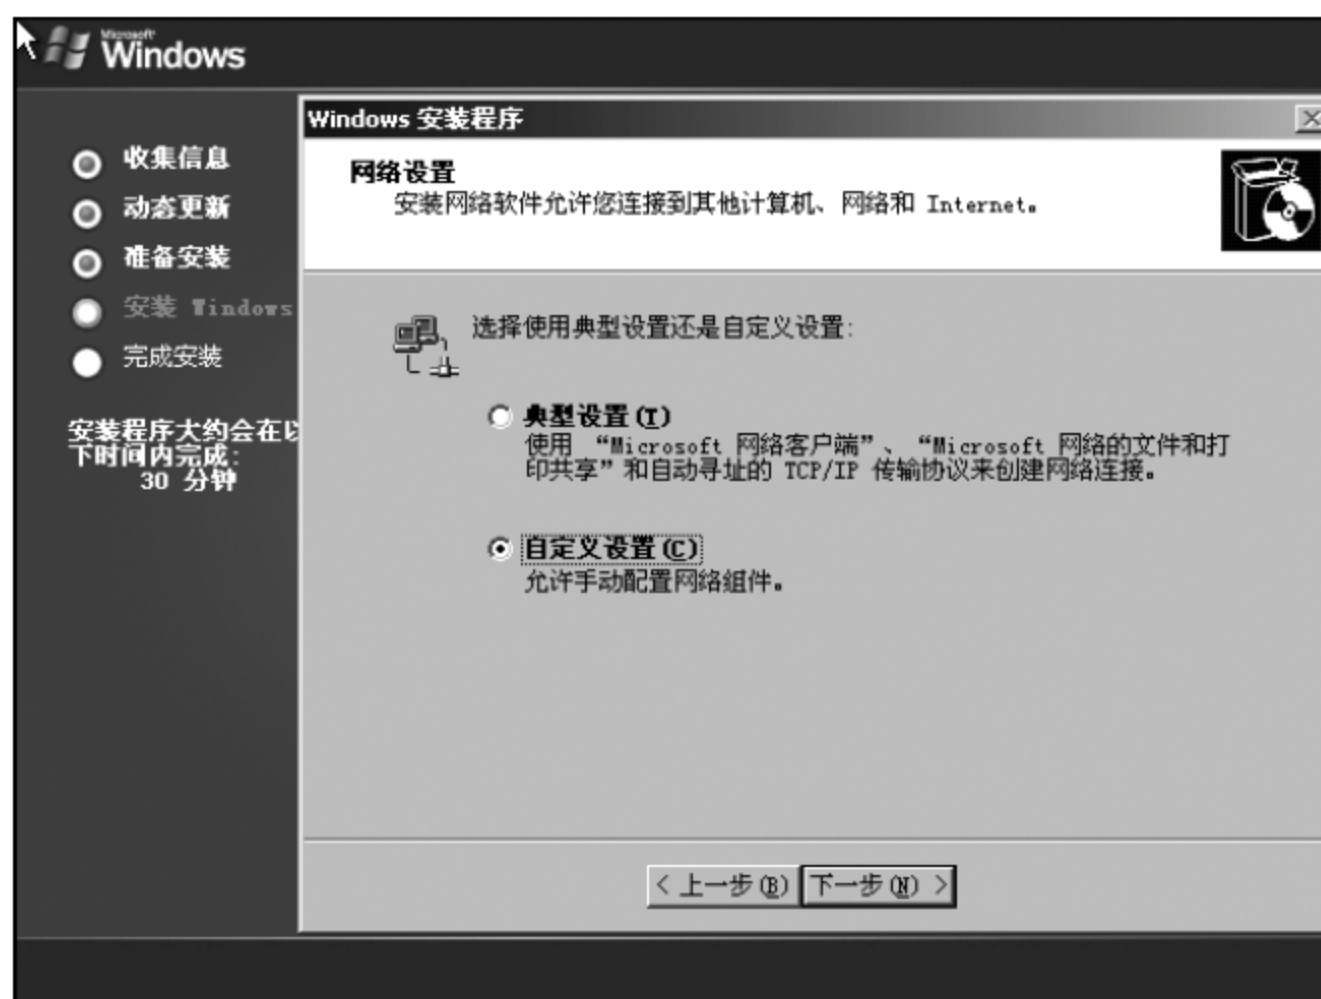 Microsoft
Windows
收集信息
动态更新
准备安装
安装 Windows
完成安装
安装程序大约会在以
下时间内完成:
30 分钟
Windows 安装程序
网络设置
安装网络软件允许您连接到其他计算机、网络和 Internet。
选择使用典型设置还是自定义设置:
典型设置(T)
使用 “Microsoft 网络客户端”、“Microsoft 网络的文件和打
印共享”和自动寻址的 TCP/IP 传输协议来创建网络连接。
自定义设置(C)
允许手动配置网络组件。
< 上一步(B)
下一步(N) >